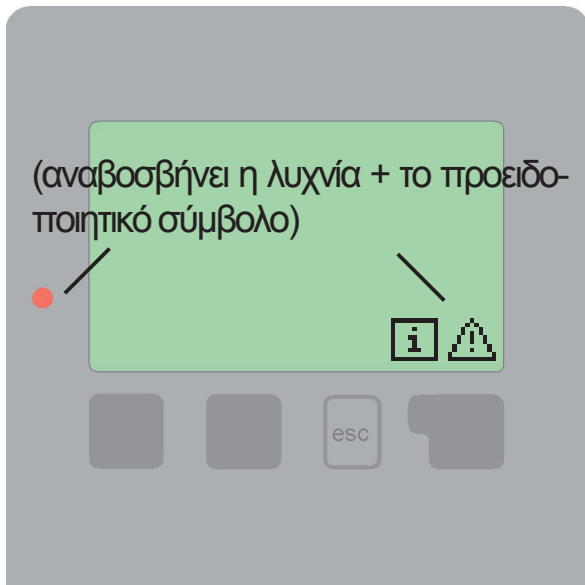 (αναβοσβήνει η λυχνία + το προειδο-
ποιητικό σύμβολο)
i
esc